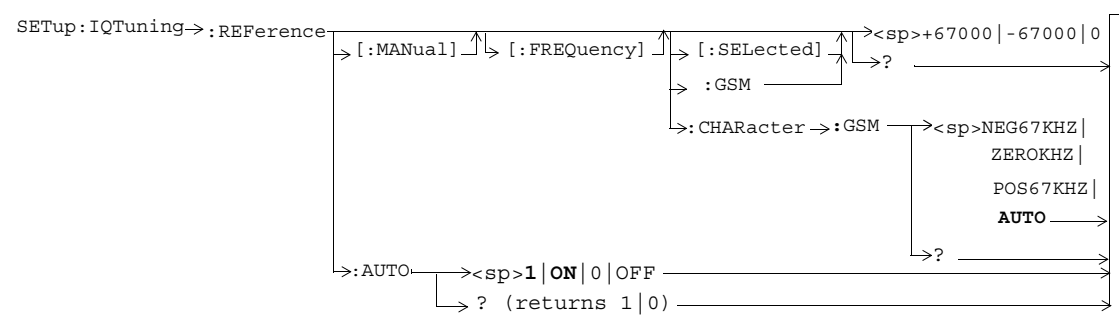 SETup:IQTuning :REFerence <sp>+67000|-67000|0
[:MANual] [:FREQuency] [:SELected] ?
:GSM
:CHARacter :GSM <sp>NEG67KHZ|
ZEROKHZ|
POS67KHZ|
AUTO
?
:AUTO <sp>1|ON|0|OFF
? (returns 1|0)